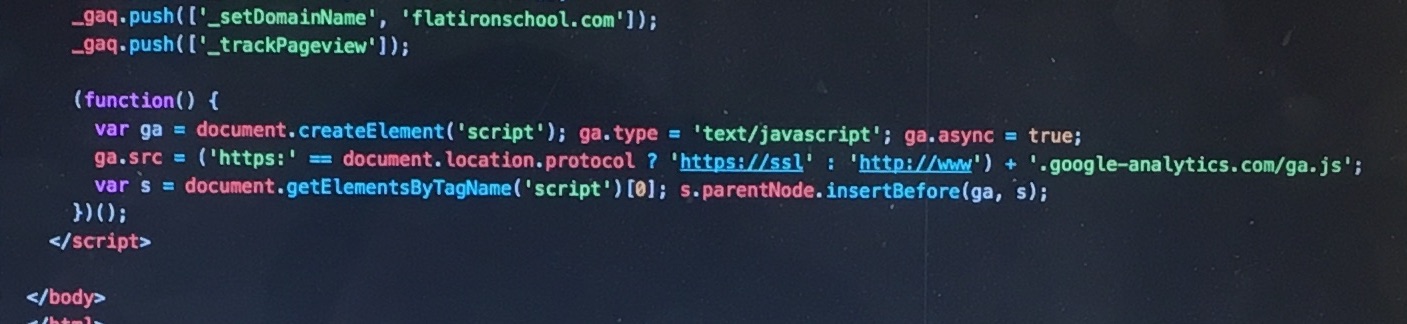 _gaq.push(['_setDomainName', 'flatironschool.com']);
_gaq.push(['_trackPageview']);
(function() {
var ga = document.createElement('script'); ga.type = 'text/javascript'; ga.async = true;
ga.src = ('https:' == document.location.protocol ? 'https://ssl' : 'http://www') + '.google-analytics.com/ga.js';
var s = document.getElementsByTagName('script')[0]; s.parentNode.insertBefore(ga, s);
})();
</script>
</body>
</html>